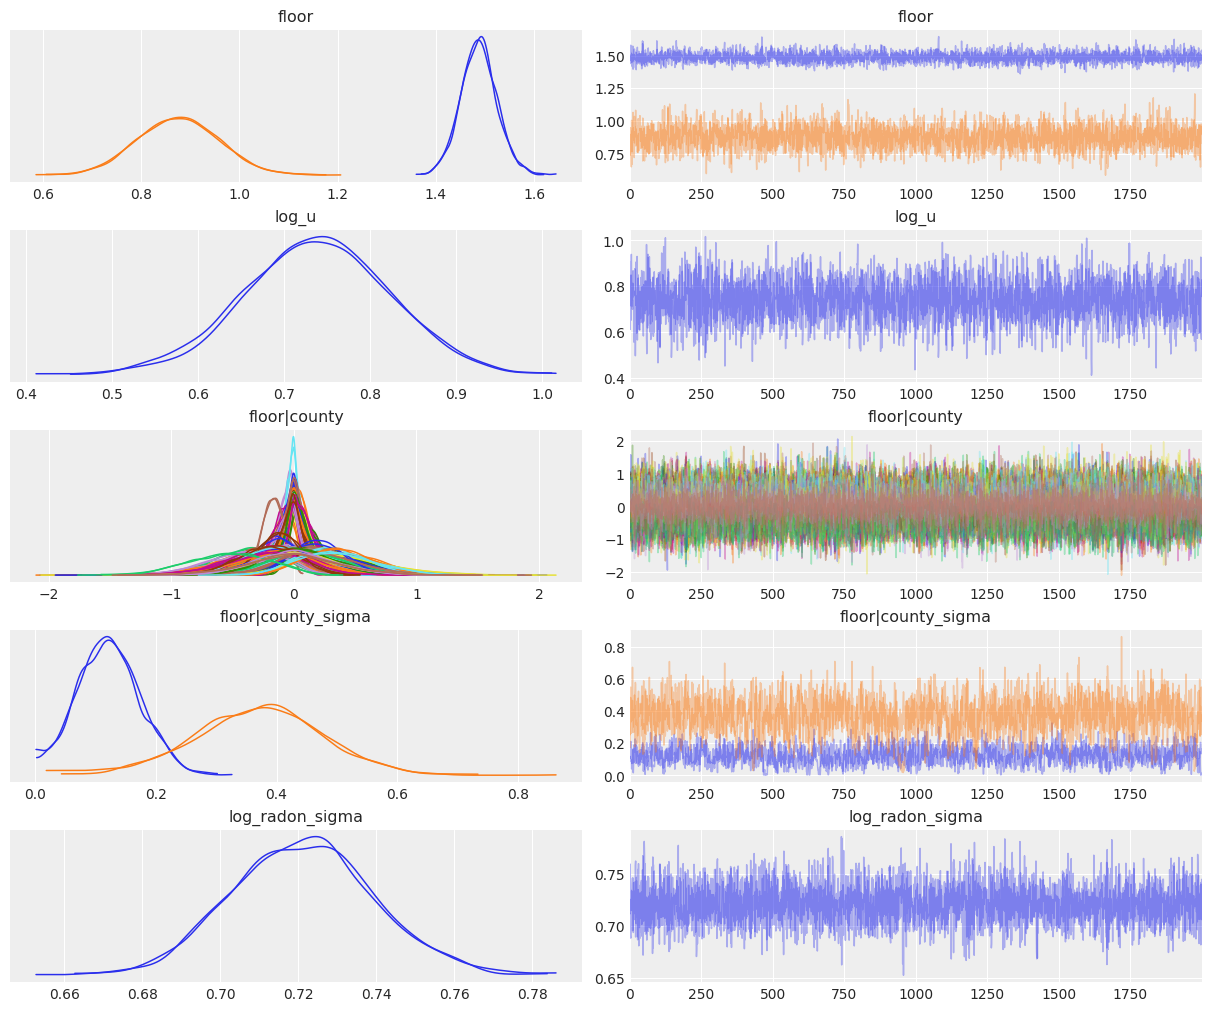 floor floor
1.50
1.25
1.00
0.75
0.6 0.8 1.0 1.2 1.4 1.6 0 250 500 750 1000 1250 1500 1750
log_u log_u
1.0
0.8
0.6
0.4
0.4 0.5 0.6 0.7 0.8 0.9 1.0 0 250 500 750 1000 1250 1500 1750
floor|county floor|county
2
1
0
−1
−2
−2 −1 0 1 2 0 250 500 750 1000 1250 1500 1750
floor|county_sigma floor|county_sigma
0.8
0.6
0.4
0.2
0.0
0.0 0.2 0.4 0.6 0.8 0 250 500 750 1000 1250 1500 1750
log_radon_sigma log_radon_sigma
0.75
0.70
0.65
0.66 0.68 0.70 0.72 0.74 0.76 0.78 0 250 500 750 1000 1250 1500 1750